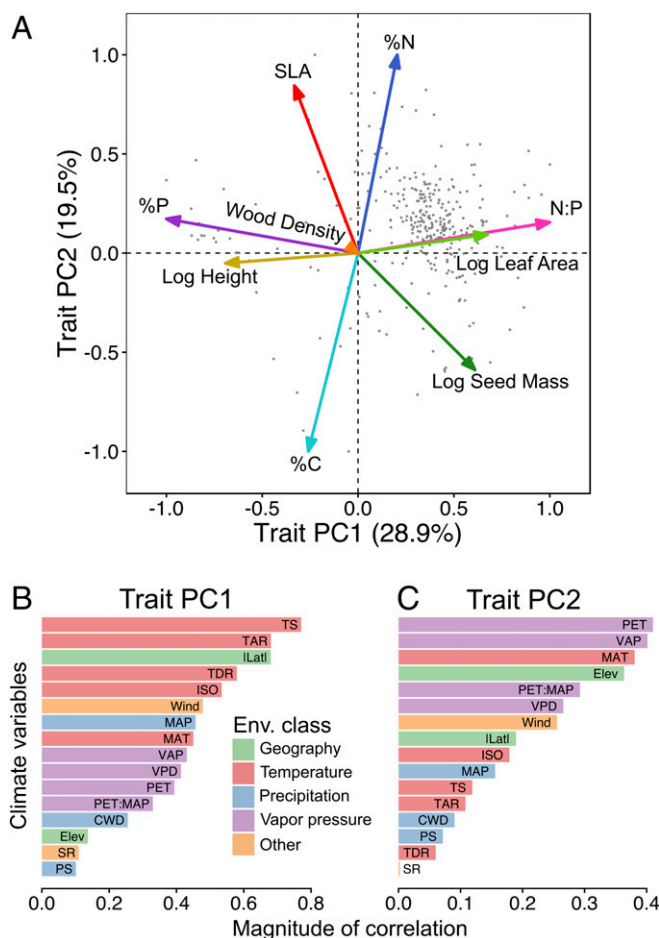 A
%N
1.0
SLA
0.5
%P
Wood Density
N:P
0.0
Log Height
Log Leaf Area
Trait PC2 (19.5%)
-0.5
Log Seed Mass
-1.0
%C
-1.0 -0.5 0.0 0.5 1.0
Trait PC1 (28.9%)
B Trait PC1
TS
TAR
|Lat|
TDR
ISO
Wind
MAP
MAT
VAP
VPD
PET
PET:MAP
CWD
Elev
SR
PS
Climate variables
0.0 0.2 0.4 0.6 0.8
Env. class
Geography
Temperature
Precipitation
Vapor pressure
Other
C Trait PC2
PET
VAP
MAT
Elev
PET:MAP
VPD
Wind
|Lat|
ISO
MAP
TS
TAR
CWD
PS
TDR
SR
0.0 0.1 0.2 0.3 0.4
Magnitude of correlation